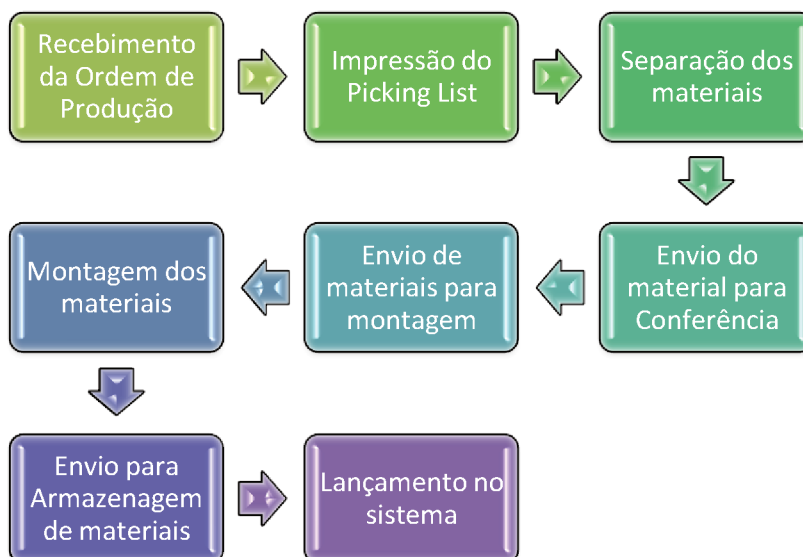 Recebimento
da Ordem de
Produção
Impressão do
Picking List
Separação dos
materiais
Envio do
material para
Conferência
Envio de
materiais para
montagem
Montagem dos
materiais
Envio para
Armazenagem
de materiais
Lançamento no
sistema